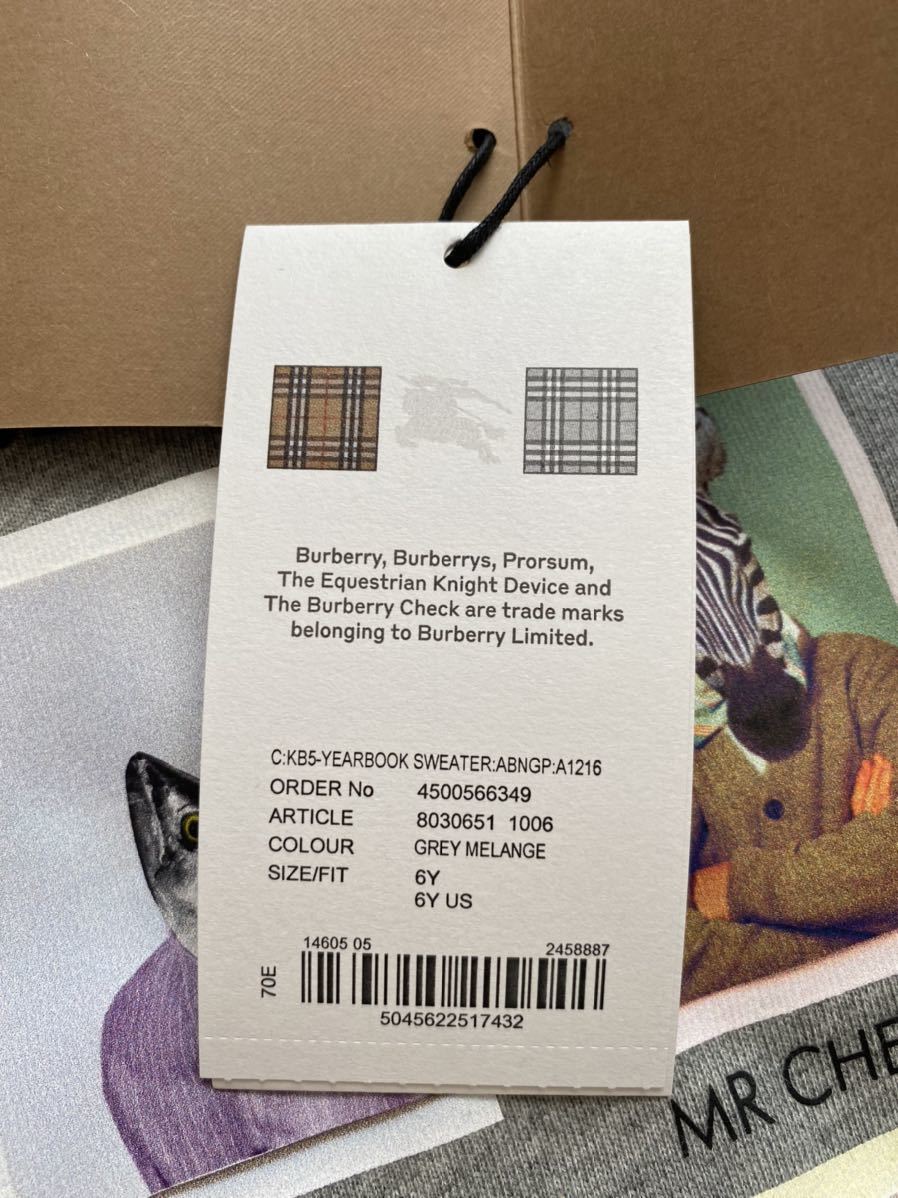 Burberry, Burberrys, Prorsum,
The Equestrian Knight Device and
The Burberry Check are trade marks
belonging to Burberry Limited.
C:KB5-YEARBOOK SWEATER:ABNGP:A1216
ORDER No 4500566349
ARTICLE 8030651 1006
COLOUR GREY MELANGE
SIZE/FIT 6Y
6Y US
14605 05 2458887
70E
5045622517432
MR CHE